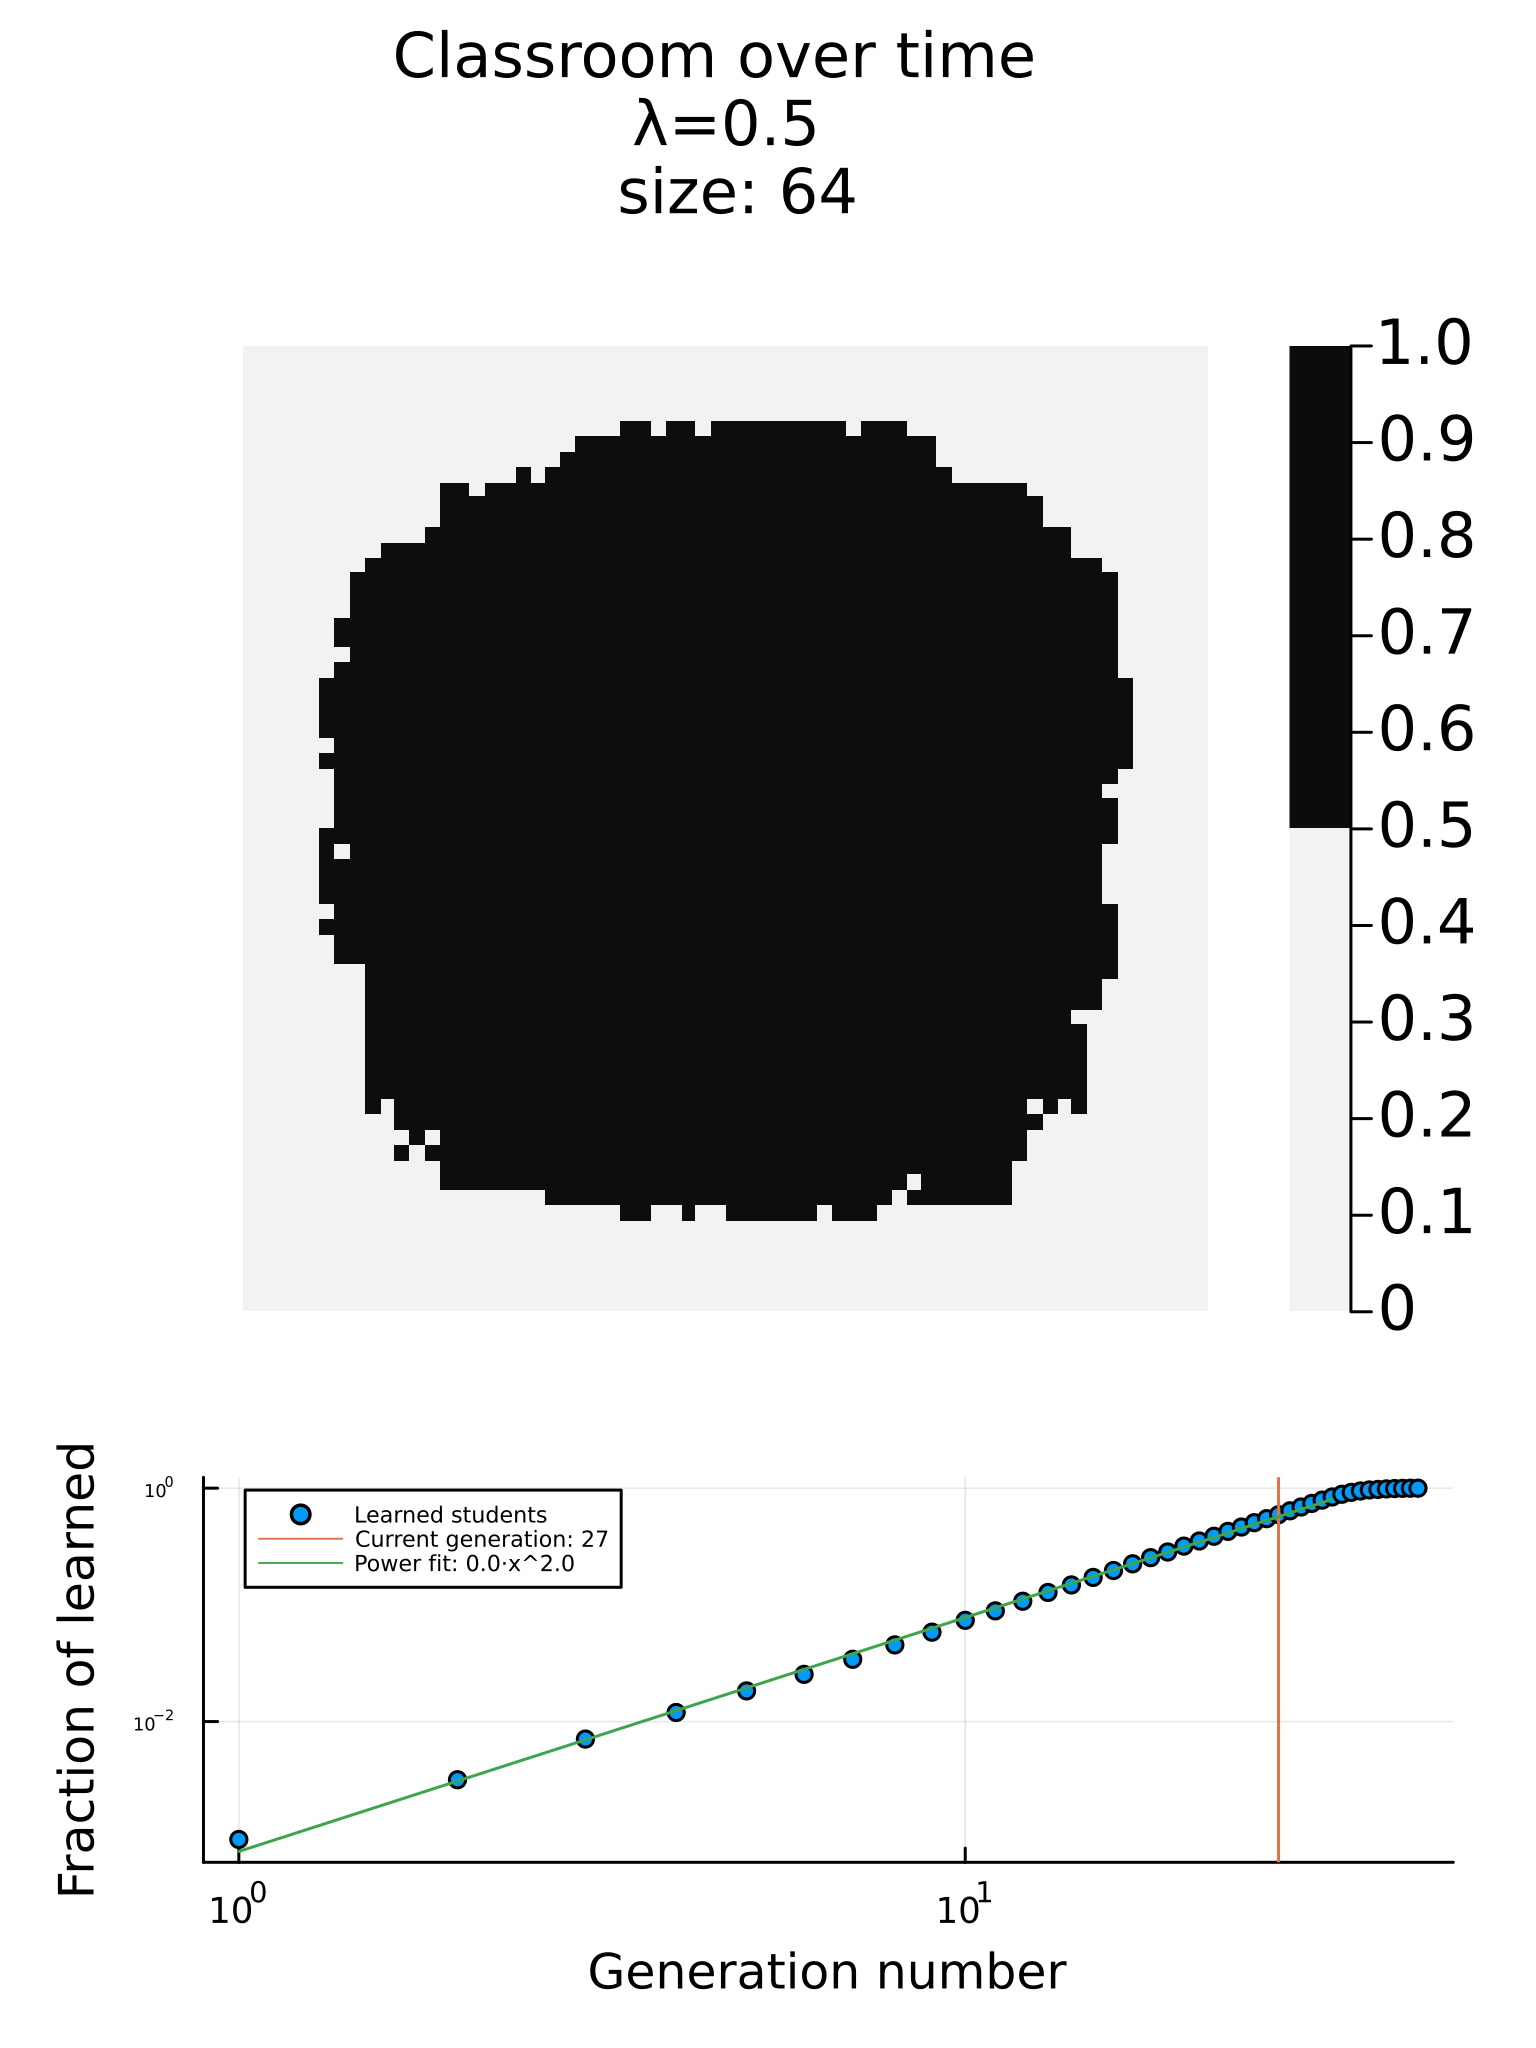 Classroom over time
λ=0.5
size: 64
1.0
0.9
0.8
0.7
0.6
0.5
0.4
0.3
0.2
0.1
0
Fraction of learned
10^0
10^-2
Learned students
Current generation: 27
Power fit: 0.0·x^2.0
10^0
10^1
Generation number